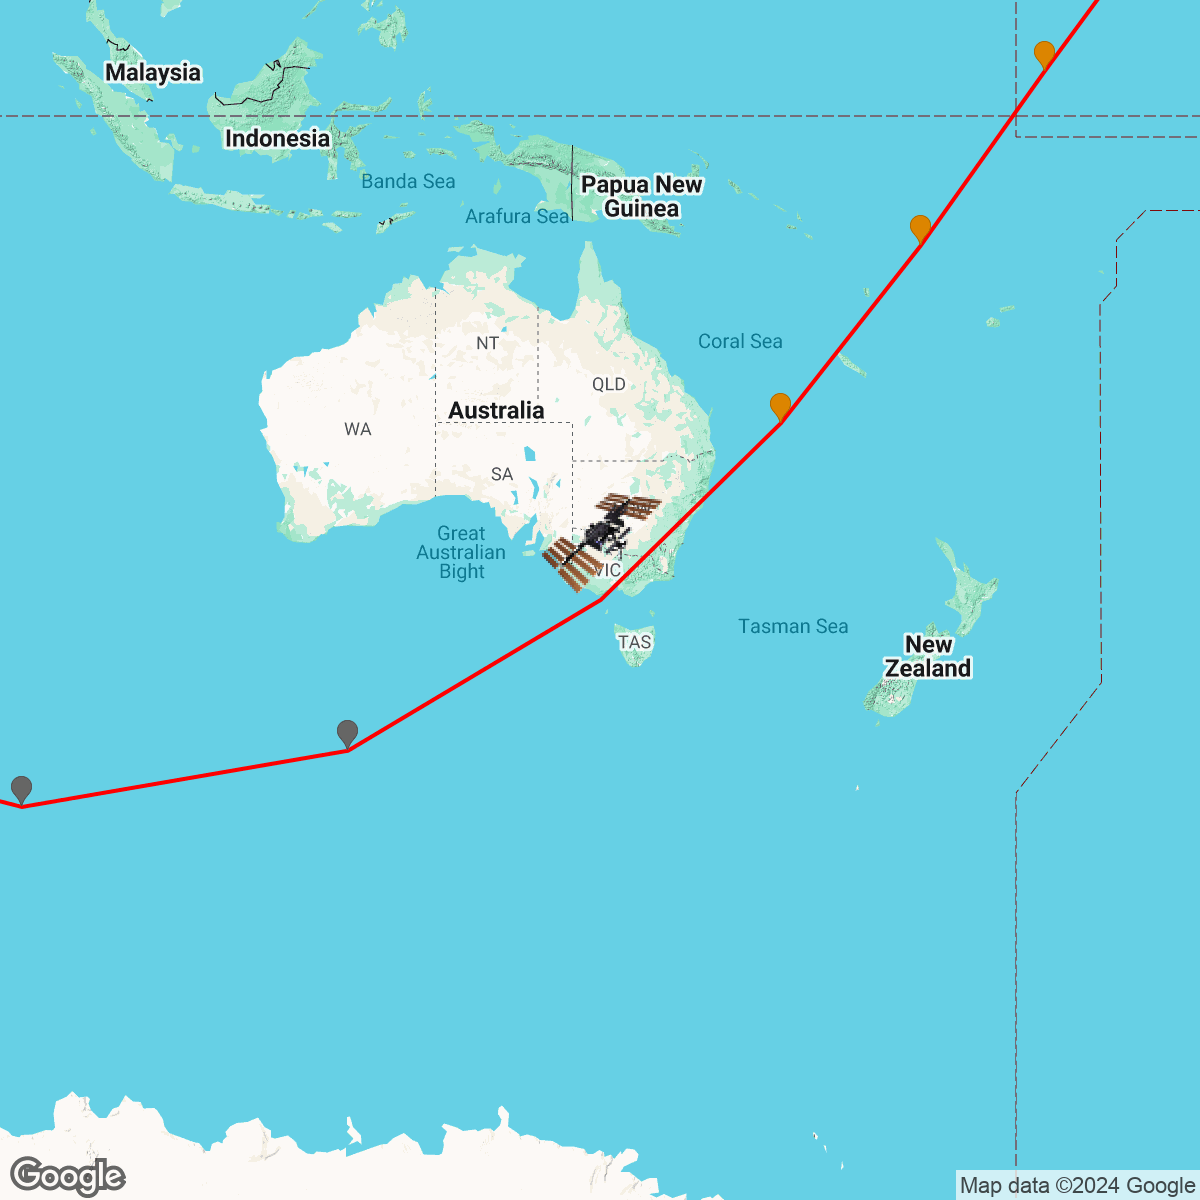 Malaysia
Indonesia
Banda Sea
Papua New
Guinea
Arafura Sea
NT
Coral Sea
QLD
Australia
WA
SA
Great
Australian
Bight
VIC
TAS
Tasman Sea
New
Zealand
Google
Map data ©2024 Google